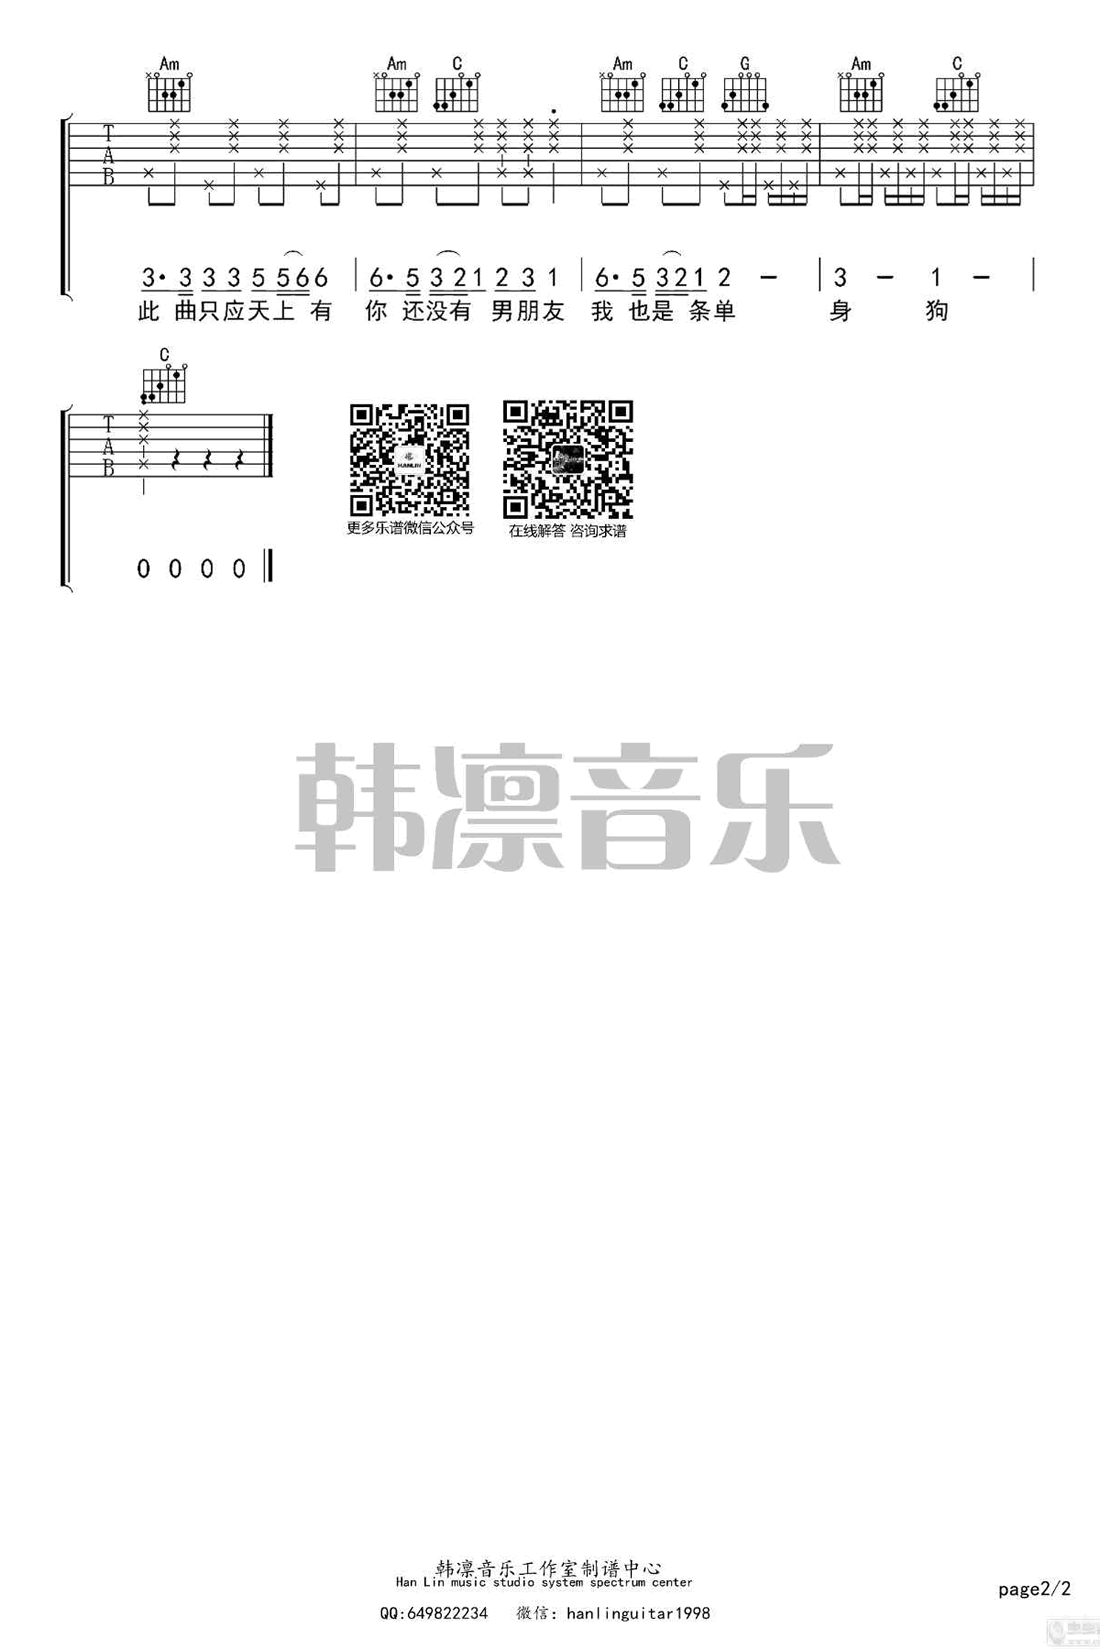 Am Am C Am C G Am C
T
A
B
3· 3 3 3 5 5 6 6 6· 5 3 2 1 2 3 1 6· 5 3 2 1 2 － 3 － 1 －
此 曲只应天上 有 你 还没有 男朋友 我 也是 条单 身 狗
C
T
A
B
HANLIN
更多乐谱微信公众号 在线解答 咨询求谱
0 0 0 0
韩凛音乐
韩凛音乐工作室制谱中心
Han Lin music studio system spectrum center
page2/2
QQ:649822234 微信：hanlinguitar1998